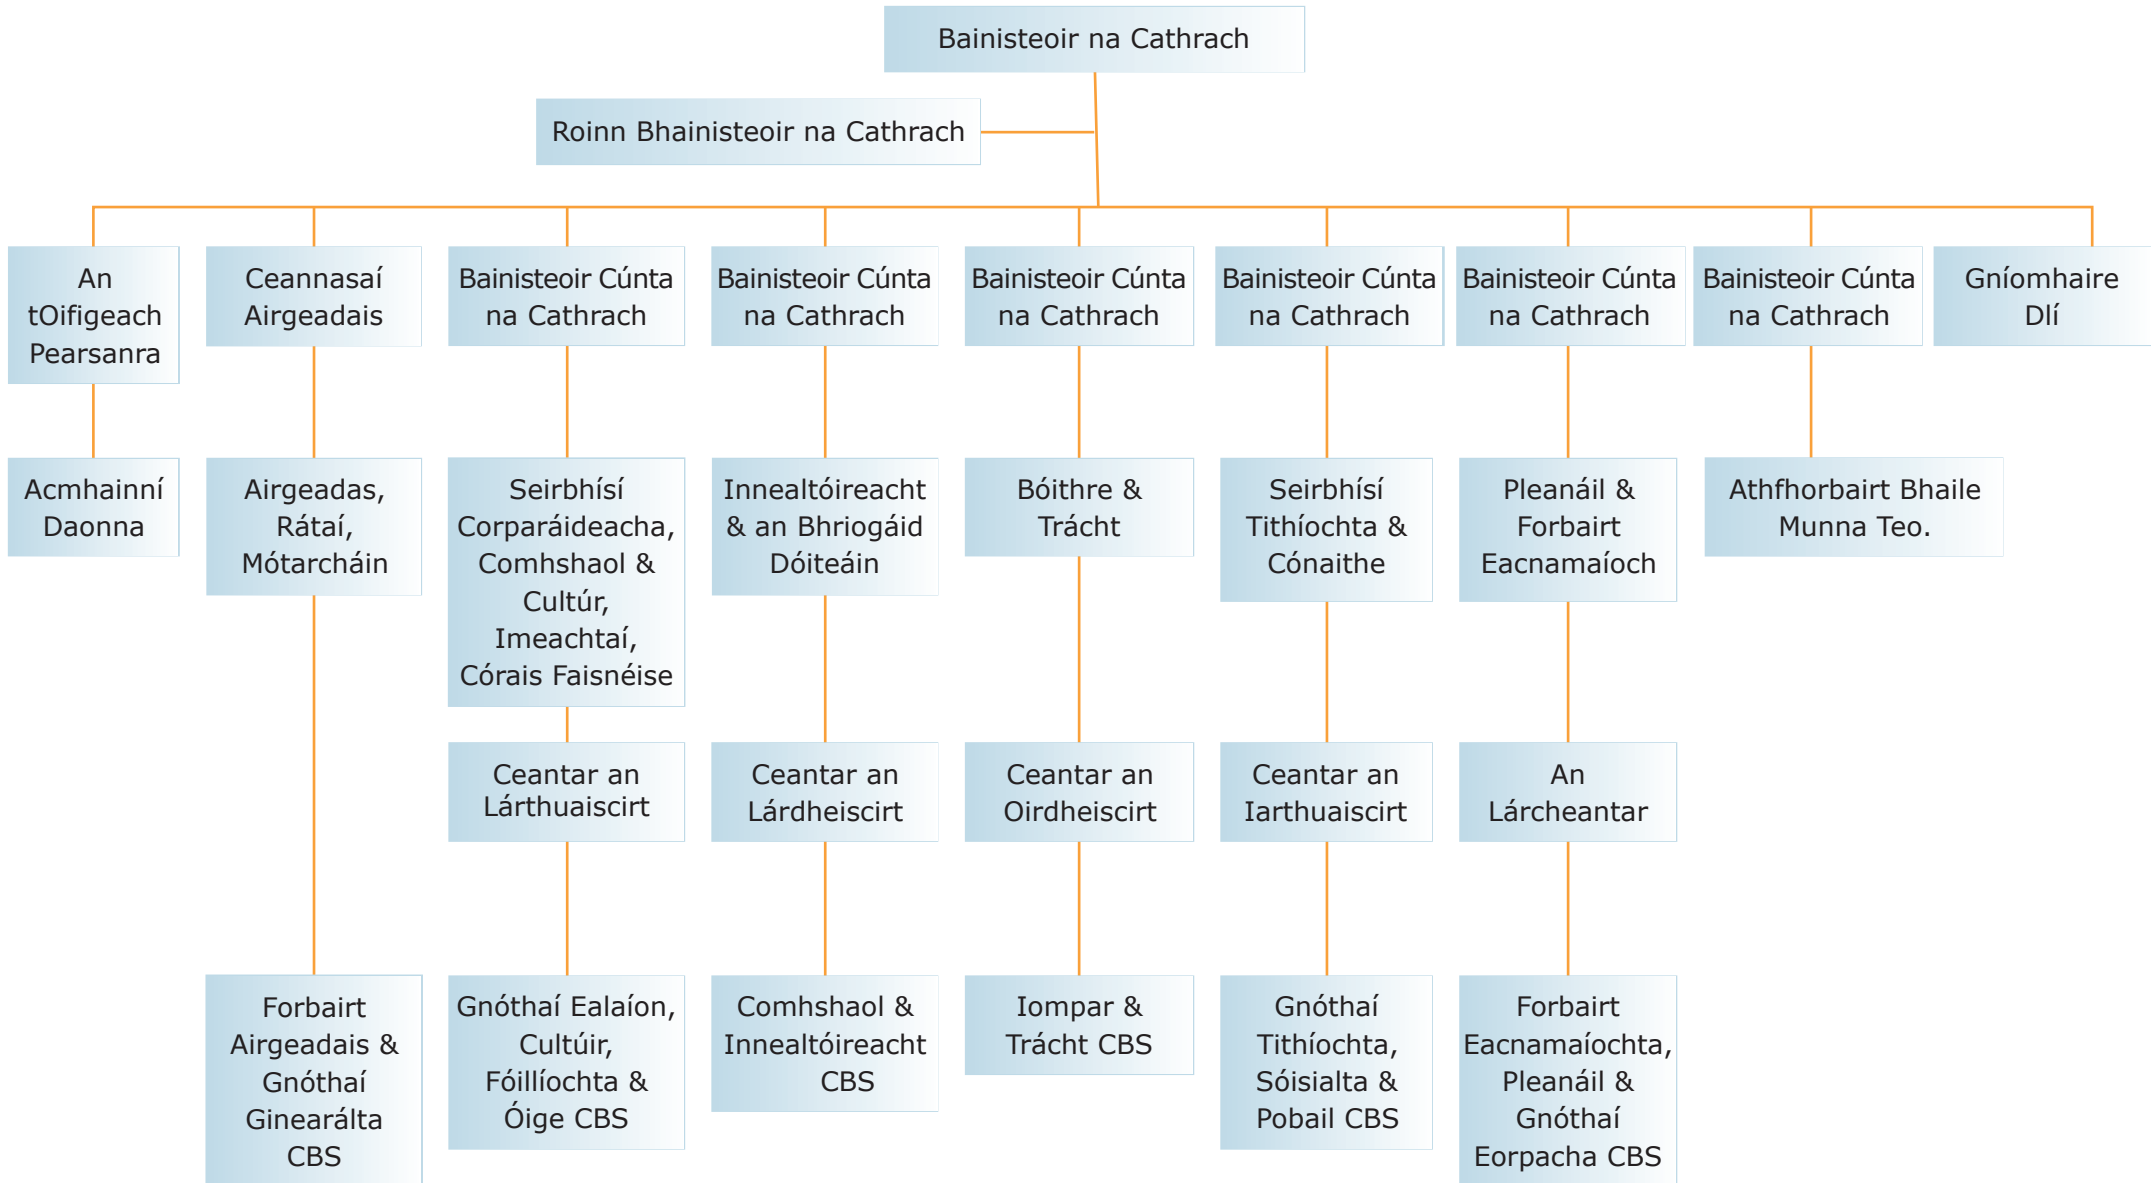 Bainisteoir na Cathrach
Roinn Bhainisteoir na Cathrach
An
tOifigeach
Pearsanra
Ceannasaí
Airgeadais
Bainisteoir Cúnta
na Cathrach
Bainisteoir Cúnta
na Cathrach
Bainisteoir Cúnta
na Cathrach
Bainisteoir Cúnta
na Cathrach
Bainisteoir Cúnta
na Cathrach
Bainisteoir Cúnta
na Cathrach
Gníomhaire
Dlí
Acmhainní
Daonna
Airgeadas,
Rátaí,
Mótarcháin
Seirbhísí
Corparáideacha,
Comhshaol &
Cultúr,
Imeachtaí,
Córais Faisnéise
Innealtóireacht
& an Bhriogáid
Dóiteáin
Bóithre &
Trácht
Seirbhísí
Tithíochta &
Cónaithe
Pleanáil &
Forbairt
Eacnamaíoch
Athfhorbairt Bhaile
Munna Teo.
Ceantar an
Lárthuaiscirt
Ceantar an
Lárdheiscirt
Ceantar an
Oirdheiscirt
Ceantar an
Iarthuaiscirt
An
Lárcheantar
Forbairt
Airgeadais &
Gnóthaí
Ginearálta
CBS
Gnóthaí Ealaíon,
Cultúir,
Fóillíochta &
Óige CBS
Comhshaol &
Innealtóireacht
CBS
Iompar &
Trácht CBS
Gnóthaí
Tithíochta,
Sóisialta &
Pobail CBS
Forbairt
Eacnamaíochta,
Pleanáil &
Gnóthaí
Eorpacha CBS